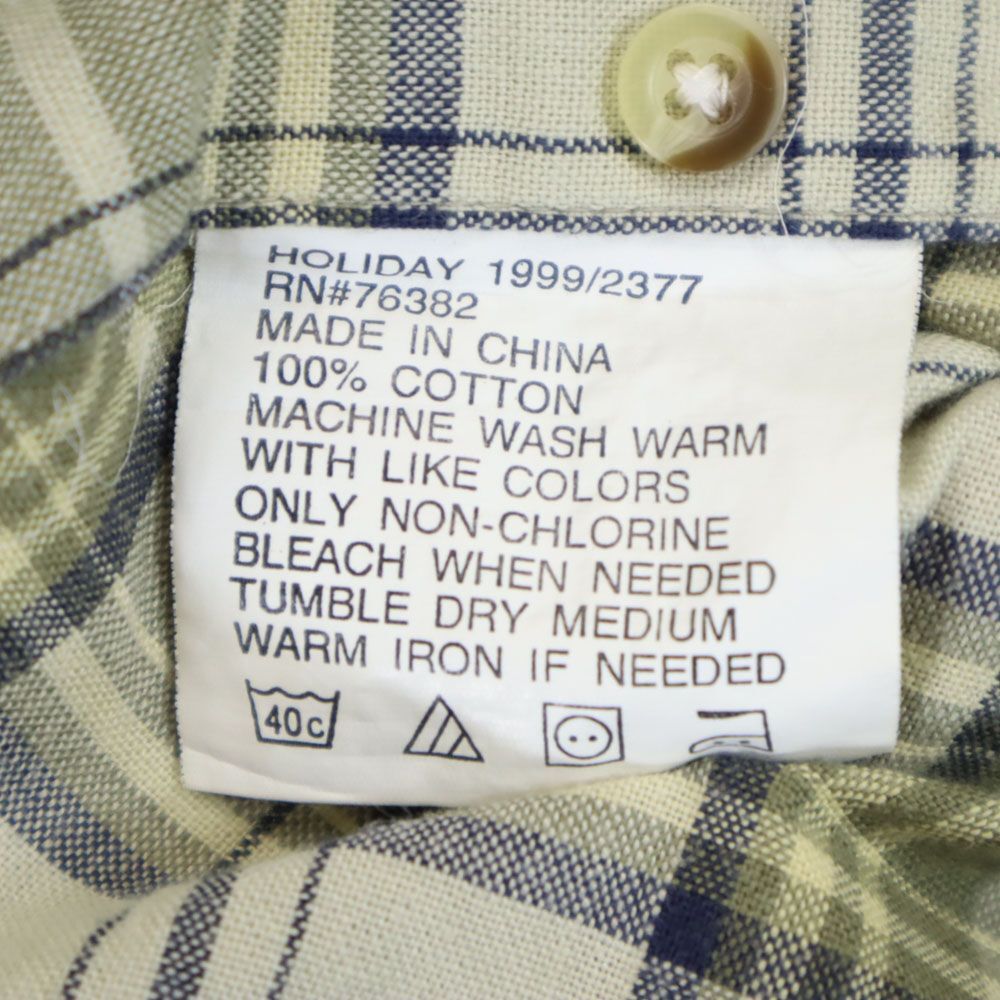 HOLIDAY 1999/2377
RN#76382
MADE IN CHINA
100% COTTON
MACHINE WASH WARM
WITH LIKE COLORS
ONLY NON-CHLORINE
BLEACH WHEN NEEDED
TUMBLE DRY MEDIUM
WARM IRON IF NEEDED
40c